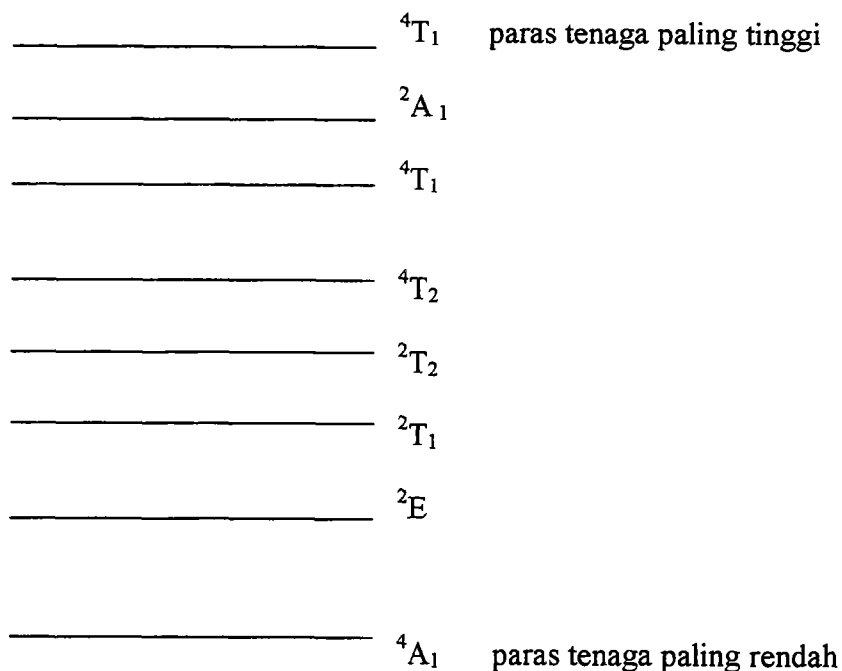 ⁴T₁ paras tenaga paling tinggi
²A₁
⁴T₁
⁴T₂
²T₂
²T₁
²E
⁴A₁ paras tenaga paling rendah